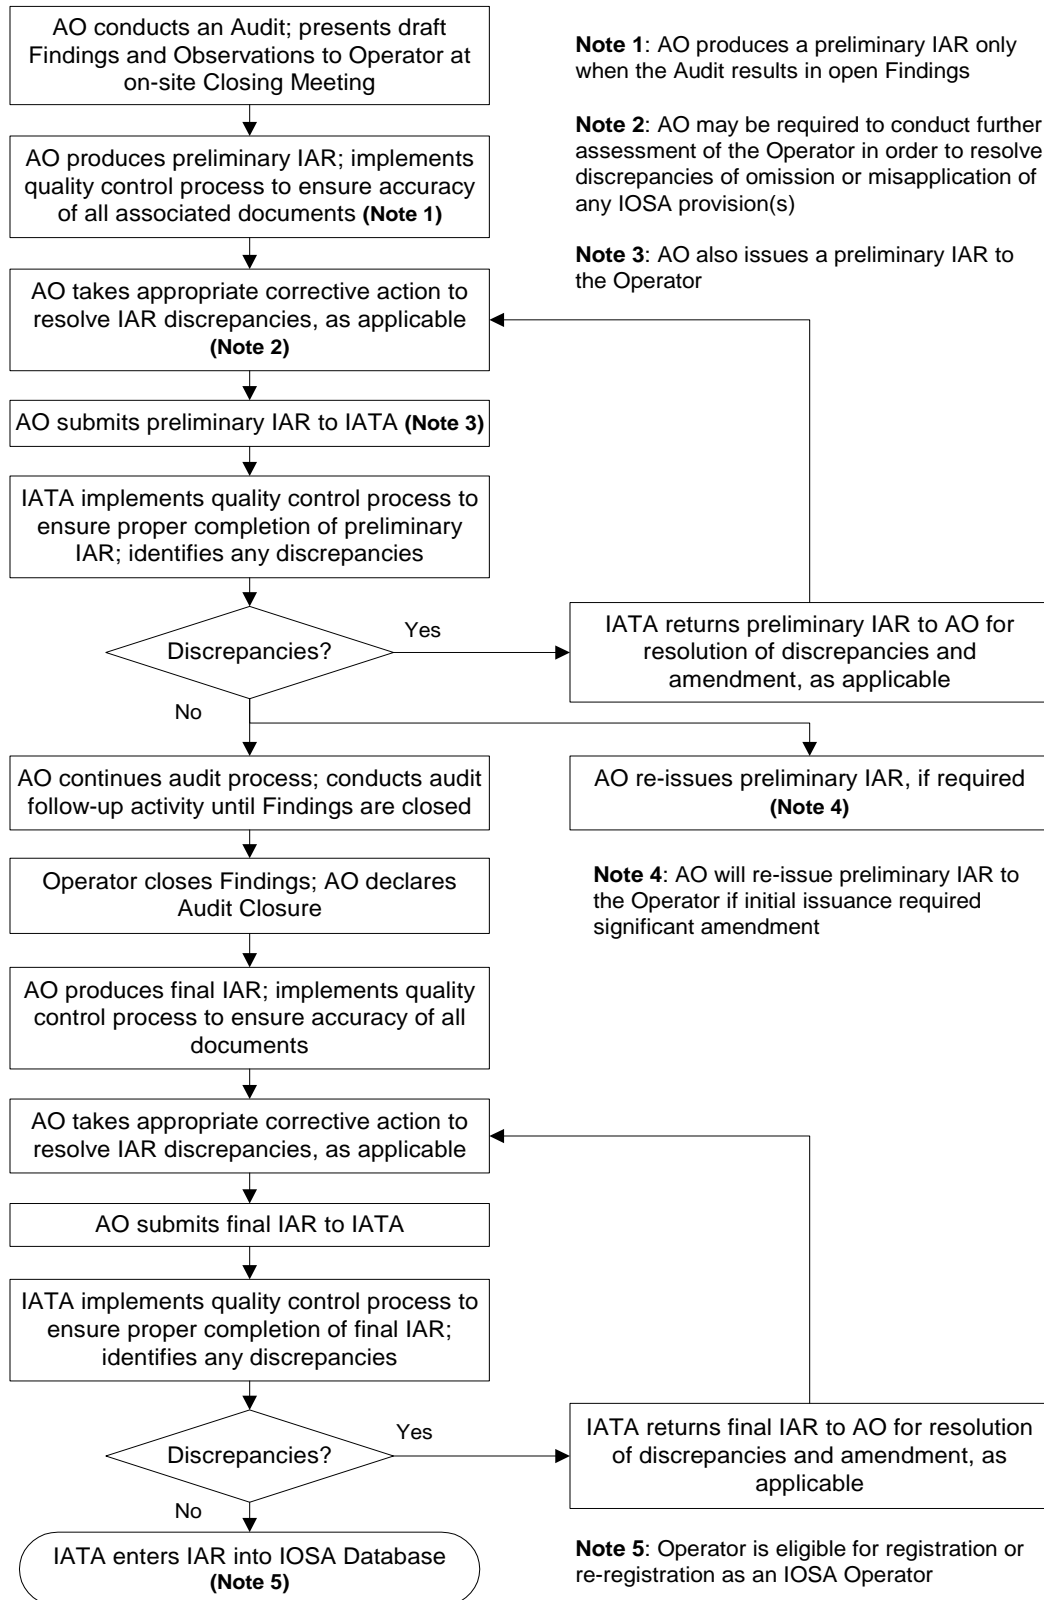 AO conducts an Audit; presents draft
Findings and Observations to Operator at
on-site Closing Meeting
Note 1: AO produces a preliminary IAR only
when the Audit results in open Findings
Note 2: AO may be required to conduct further
assessment of the Operator in order to resolve
discrepancies of omission or misapplication of
any IOSA provision(s)
Note 3: AO also issues a preliminary IAR to
the Operator
AO produces preliminary IAR; implements
quality control process to ensure accuracy
of all associated documents (Note 1)
AO takes appropriate corrective action to
resolve IAR discrepancies, as applicable
(Note 2)
AO submits preliminary IAR to IATA (Note 3)
IATA implements quality control process to
ensure proper completion of preliminary
IAR; identifies any discrepancies
Discrepancies?
Yes
IATA returns preliminary IAR to AO for
resolution of discrepancies and
amendment, as applicable
No
AO continues audit process; conducts audit
follow-up activity until Findings are closed
AO re-issues preliminary IAR, if required
(Note 4)
Note 4: AO will re-issue preliminary IAR to
the Operator if initial issuance required
significant amendment
Operator closes Findings; AO declares
Audit Closure
AO produces final IAR; implements quality
control process to ensure accuracy of all
documents
AO takes appropriate corrective action to
resolve IAR discrepancies, as applicable
AO submits final IAR to IATA
IATA implements quality control process to
ensure proper completion of final IAR;
identifies any discrepancies
Discrepancies?
Yes
IATA returns final IAR to AO for resolution
of discrepancies and amendment, as
applicable
No
IATA enters IAR into IOSA Database
(Note 5)
Note 5: Operator is eligible for registration or
re-registration as an IOSA Operator